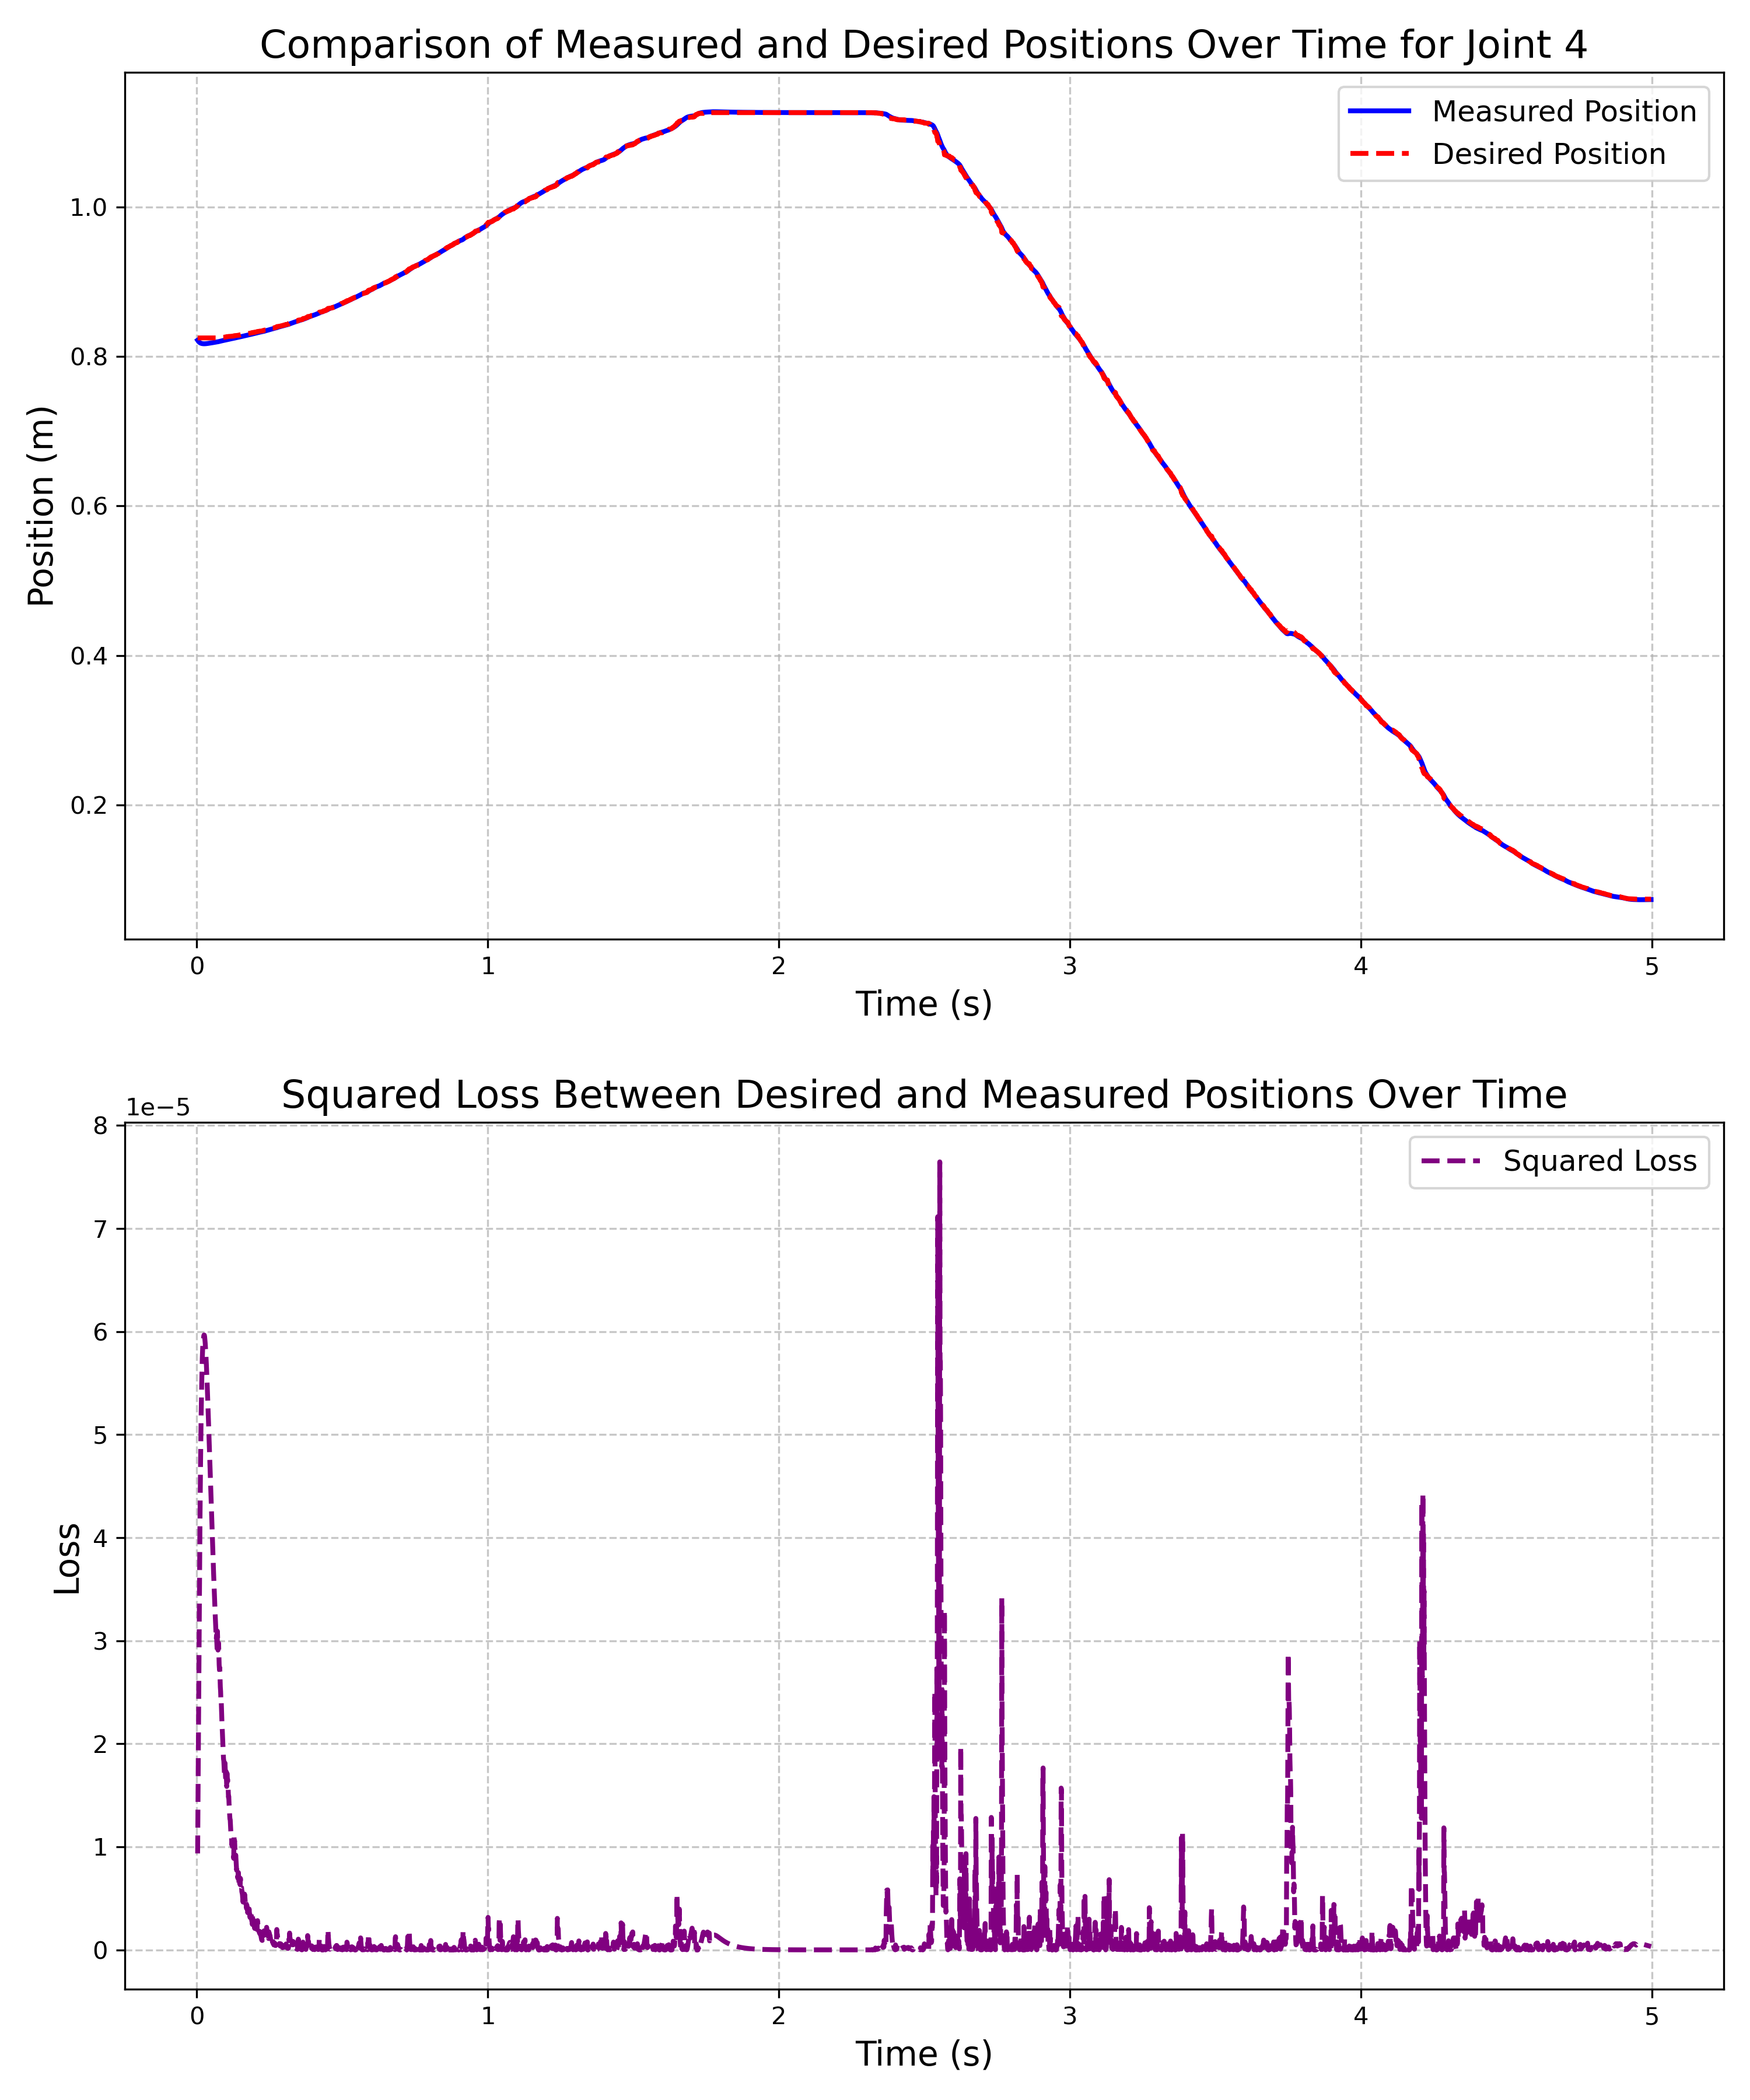 Comparison of Measured and Desired Positions Over Time for Joint 4
Measured Position
Desired Position
Position (m)
1.0
0.8
0.6
0.4
0.2
0 1 2 3 4 5
Time (s)
Squared Loss Between Desired and Measured Positions Over Time
1e−5
Squared Loss
Loss
8
7
6
5
4
3
2
1
0
0 1 2 3 4 5
Time (s)